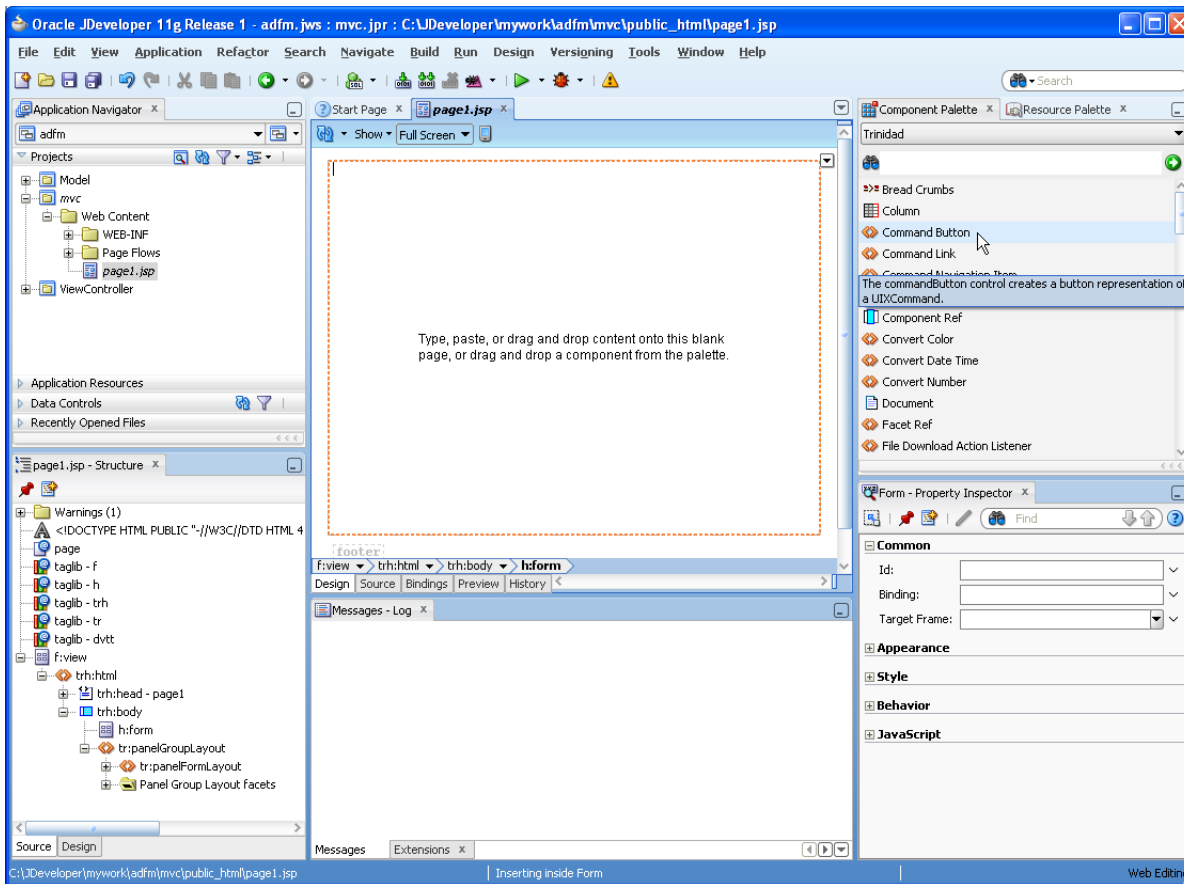 Oracle JDeveloper 11g Release 1 - adfm.jws : mvc.jpr : C:\JDeveloper\mywork\adfm\mvc\public_html\page1.jsp
File Edit View Application Refactor Search Navigate Build Run Design Versioning Tools Window Help
Search
Application Navigator
adfm
Projects
Model
mvc
Web Content
WEB-INF
Page Flows
page1.jsp
ViewController
Application Resources
Data Controls
Recently Opened Files
page1.jsp - Structure
Warnings (1)
<!DOCTYPE HTML PUBLIC "-//W3C//DTD HTML 4
page
taglib - f
taglib - h
taglib - trh
taglib - tr
taglib - dvtt
f:view
trh:html
trh:head - page1
trh:body
h:form
tr:panelGroupLayout
tr:panelFormLayout
Panel Group Layout facets
Source Design
Start Page page1.jsp
Show Full Screen
Type, paste, or drag and drop content onto this blank
page, or drag and drop a component from the palette.
footer
f:view trh:html trh:body h:form
Design Source Bindings Preview History
Messages - Log
Messages Extensions
Component Palette Resource Palette
Trinidad
Bread Crumbs
Column
Command Button
Command Link
Command Navigation Item
The commandButton control creates a button representation of
a UIXCommand.
Component Ref
Convert Color
Convert Date Time
Convert Number
Document
Facet Ref
File Download Action Listener
Form - Property Inspector
Find
Common
Id:
Binding:
Target Frame:
Appearance
Style
Behavior
JavaScript
C:\JDeveloper\mywork\adfm\mvc\public_html\page1.jsp Inserting inside Form Web Editing